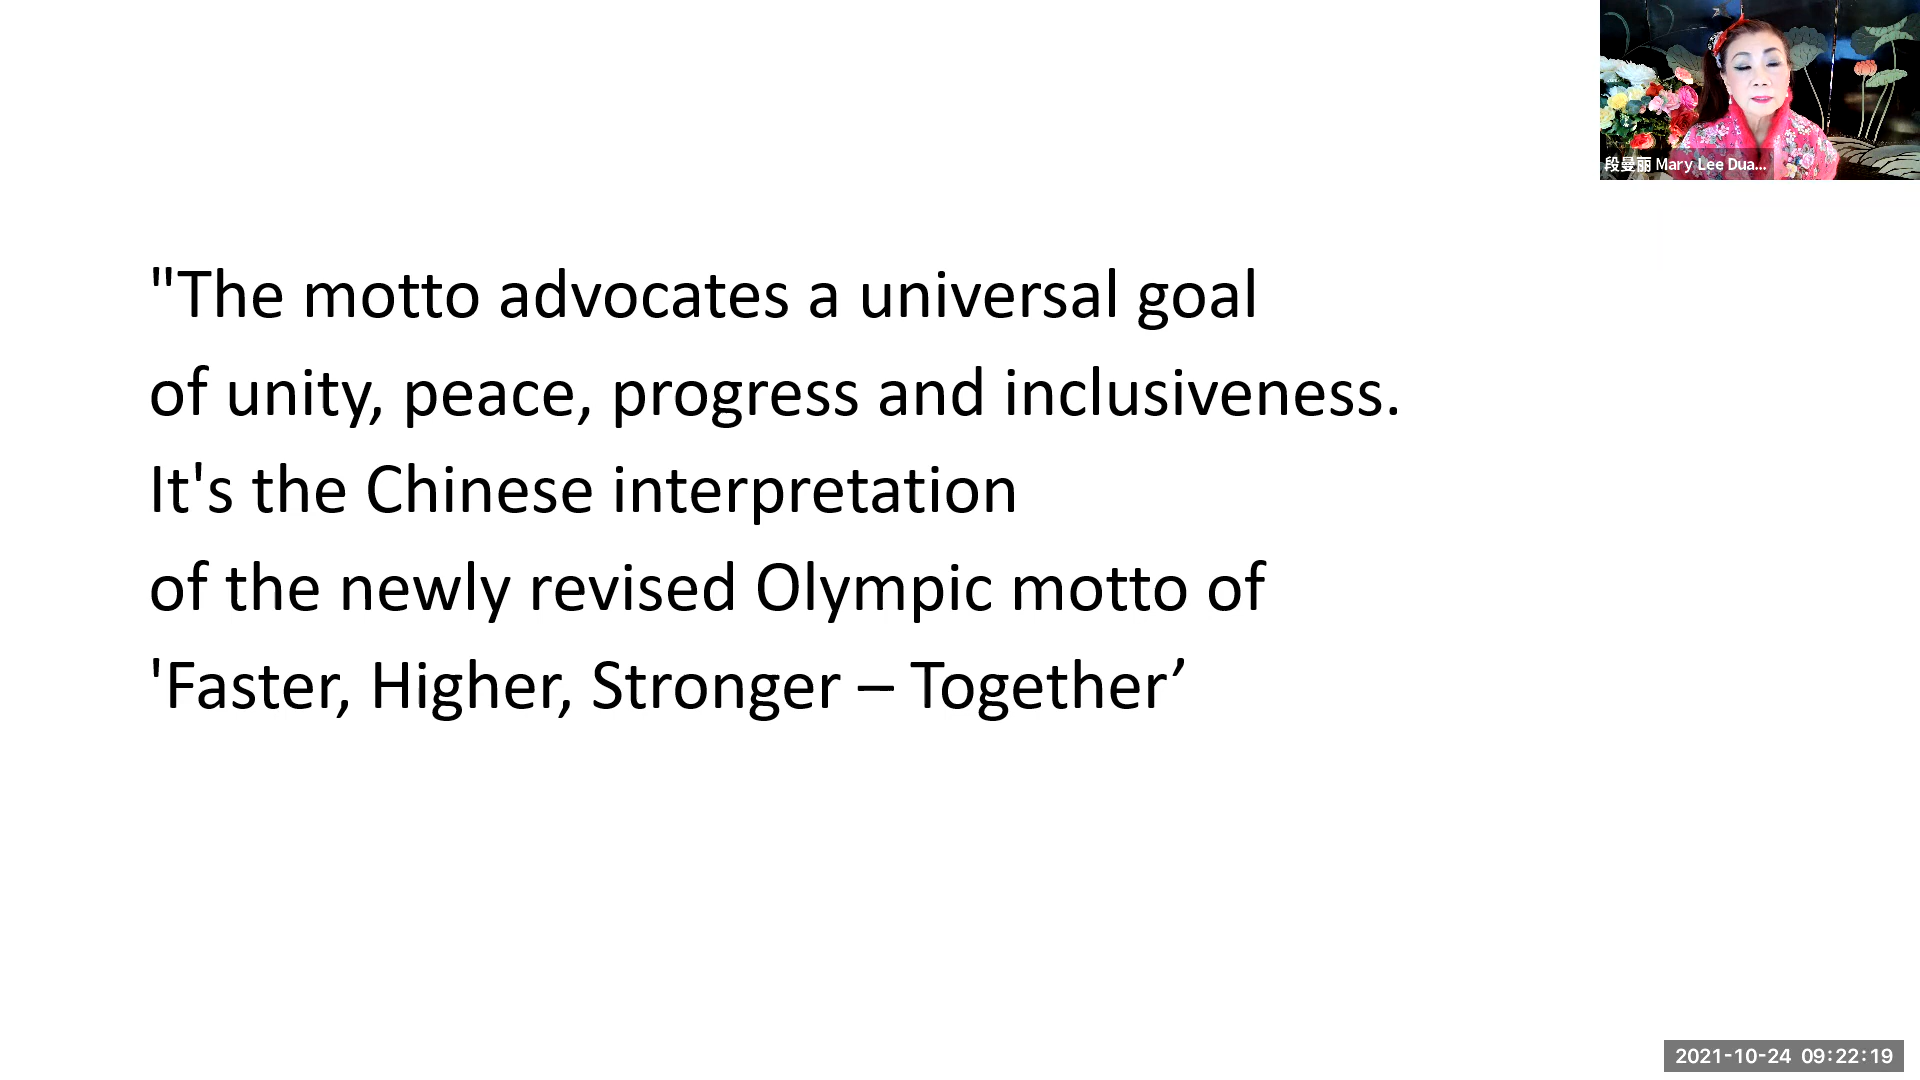 段曼丽 Mary Lee Dua...
"The motto advocates a universal goal
of unity, peace, progress and inclusiveness.
It's the Chinese interpretation
of the newly revised Olympic motto of
'Faster, Higher, Stronger – Together’
2021-10-24 09:22:19